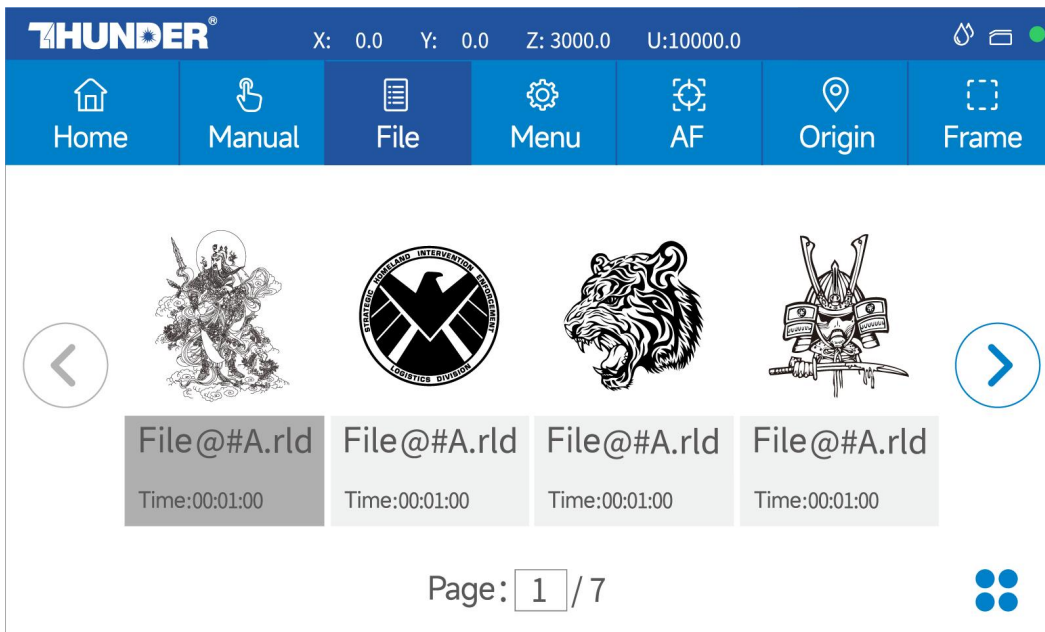 THUNDER® X: 0.0 Y: 0.0 Z: 3000.0 U:10000.0
Home Manual File Menu AF Origin Frame
STRATEGIC HOMELAND INTERVENTION ENFORCEMENT
LOGISTICS DIVISION
File@#A.rld File@#A.rld File@#A.rld File@#A.rld
Time:00:01:00 Time:00:01:00 Time:00:01:00 Time:00:01:00
Page: 1 / 7